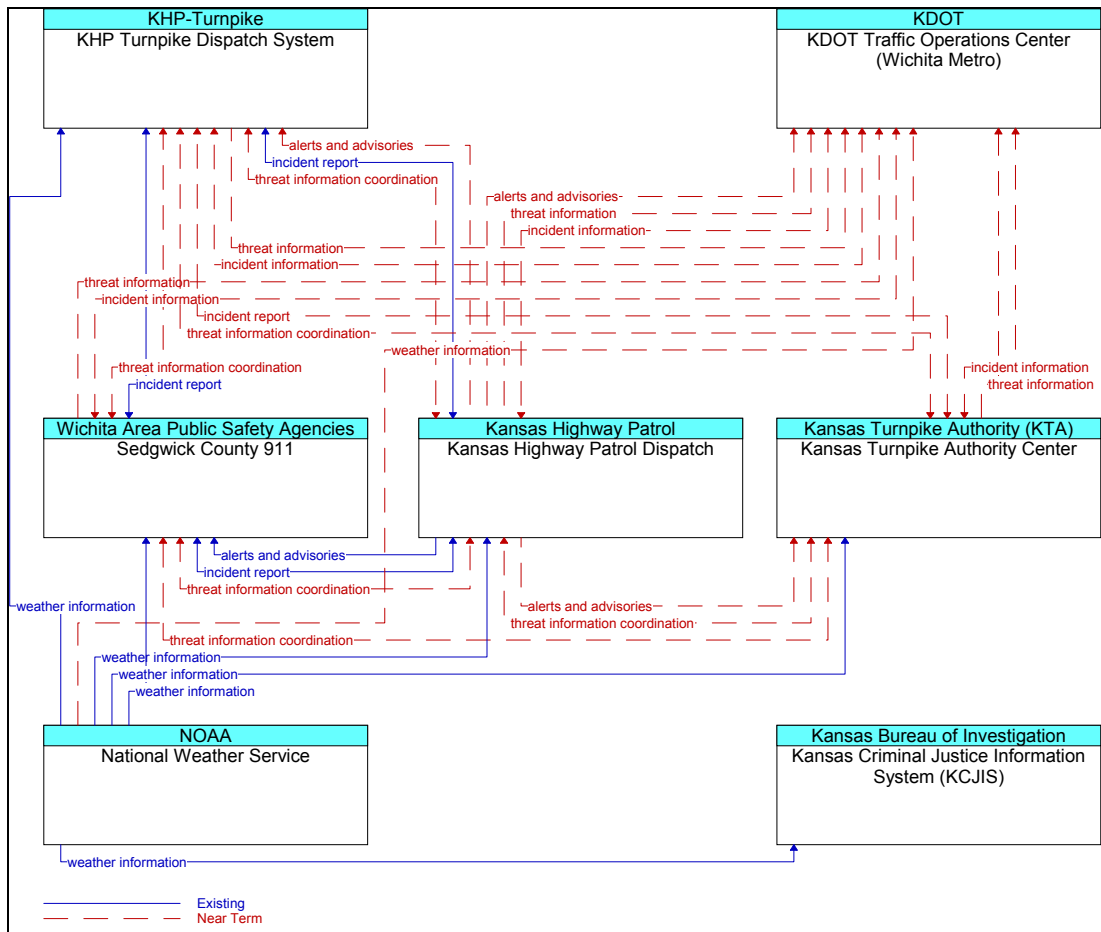 KHP-Turnpike
KHP Turnpike Dispatch System
KDOT
KDOT Traffic Operations Center
(Wichita Metro)
alerts and advisories
incident report
threat information coordination
alerts and advisories
threat information
incident information
threat information
incident information
threat information
incident information
incident report
threat information coordination
weather information
threat information coordination
incident report
incident information
threat information
Wichita Area Public Safety Agencies
Sedgwick County 911
Kansas Highway Patrol
Kansas Highway Patrol Dispatch
Kansas Turnpike Authority (KTA)
Kansas Turnpike Authority Center
alerts and advisories
incident report
threat information coordination
weather information
alerts and advisories
threat information coordination
threat information coordination
weather information
weather information
weather information
NOAA
National Weather Service
Kansas Bureau of Investigation
Kansas Criminal Justice Information
System (KCJIS)
weather information
Existing
Near Term